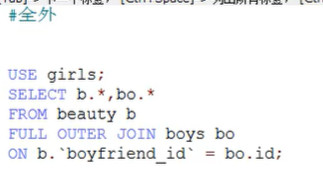 #全外
USE girls;
SELECT b.*,bo.*
FROM beauty b
FULL OUTER JOIN boys bo
ON b.`boyfriend_id` = bo.id;